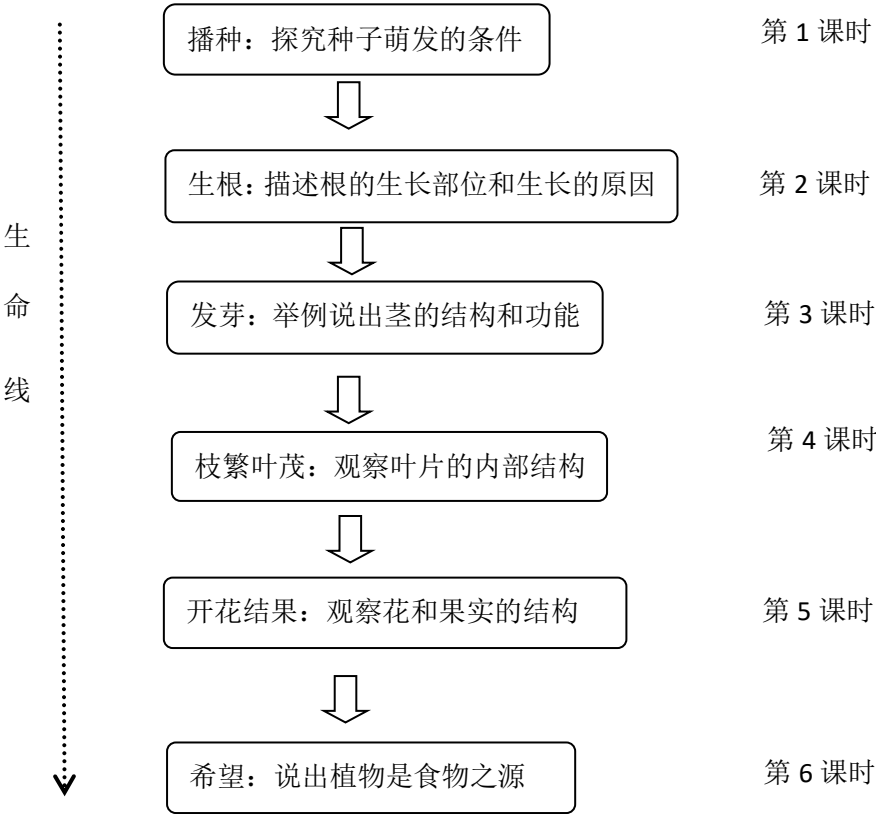 播种：探究种子萌发的条件 第 1 课时
生根：描述根的生长部位和生长的原因 第 2 课时
生
命
线
发芽：举例说出茎的结构和功能 第 3 课时
枝繁叶茂：观察叶片的内部结构 第 4 课时
开花结果：观察花和果实的结构 第 5 课时
希望：说出植物是食物之源 第 6 课时